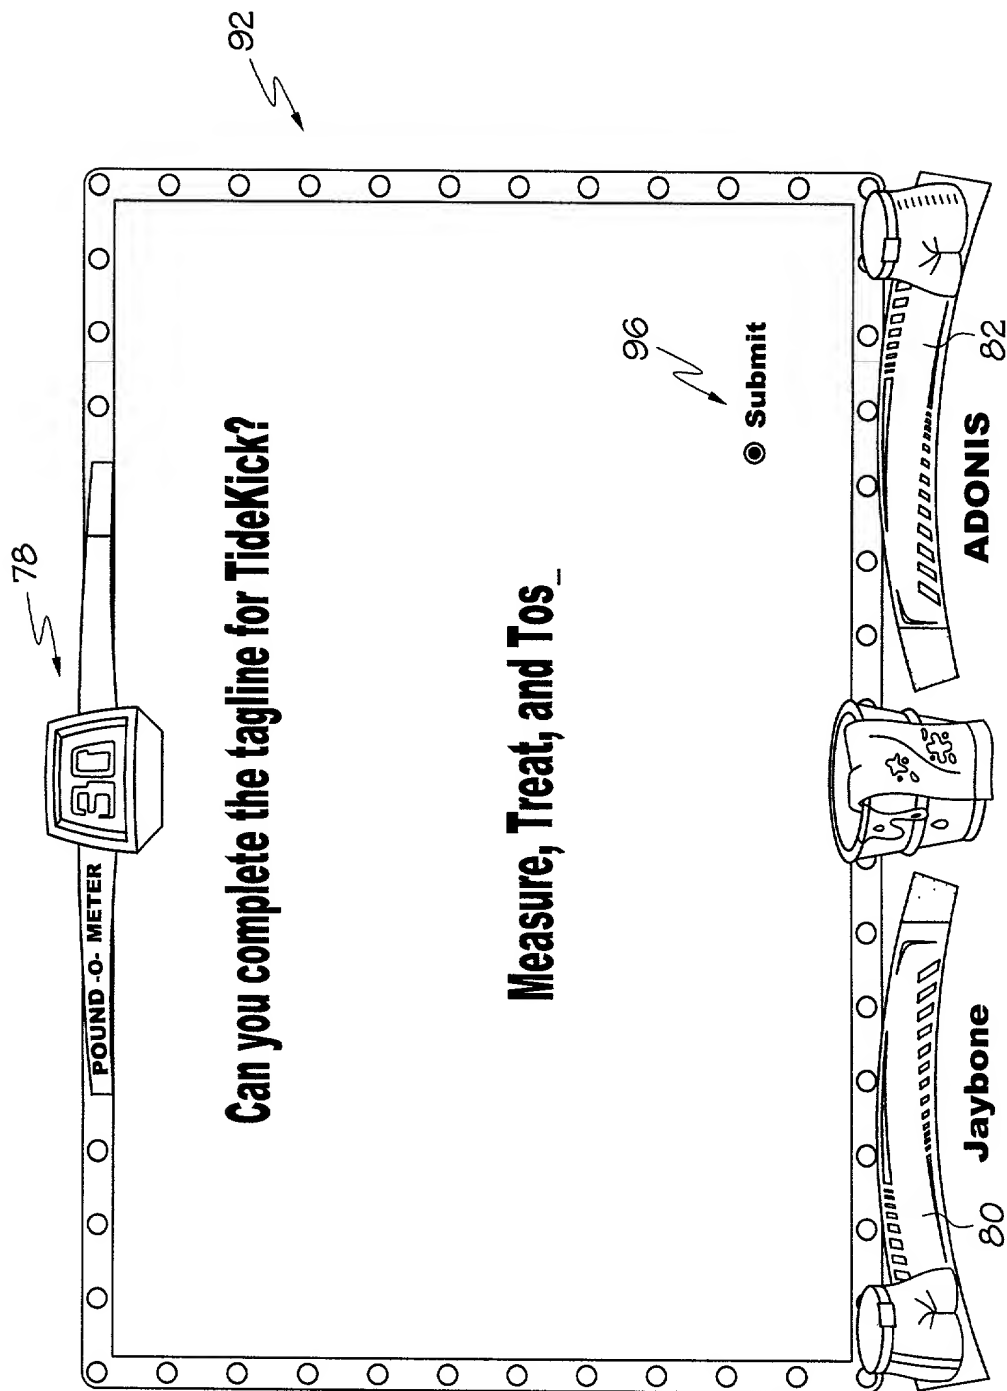 92
78
POUND -O- METER
Can you complete the tagline for TideKick?
Measure, Treat, and Tos_
96
Submit
Jaybone
ADONIS
80
82